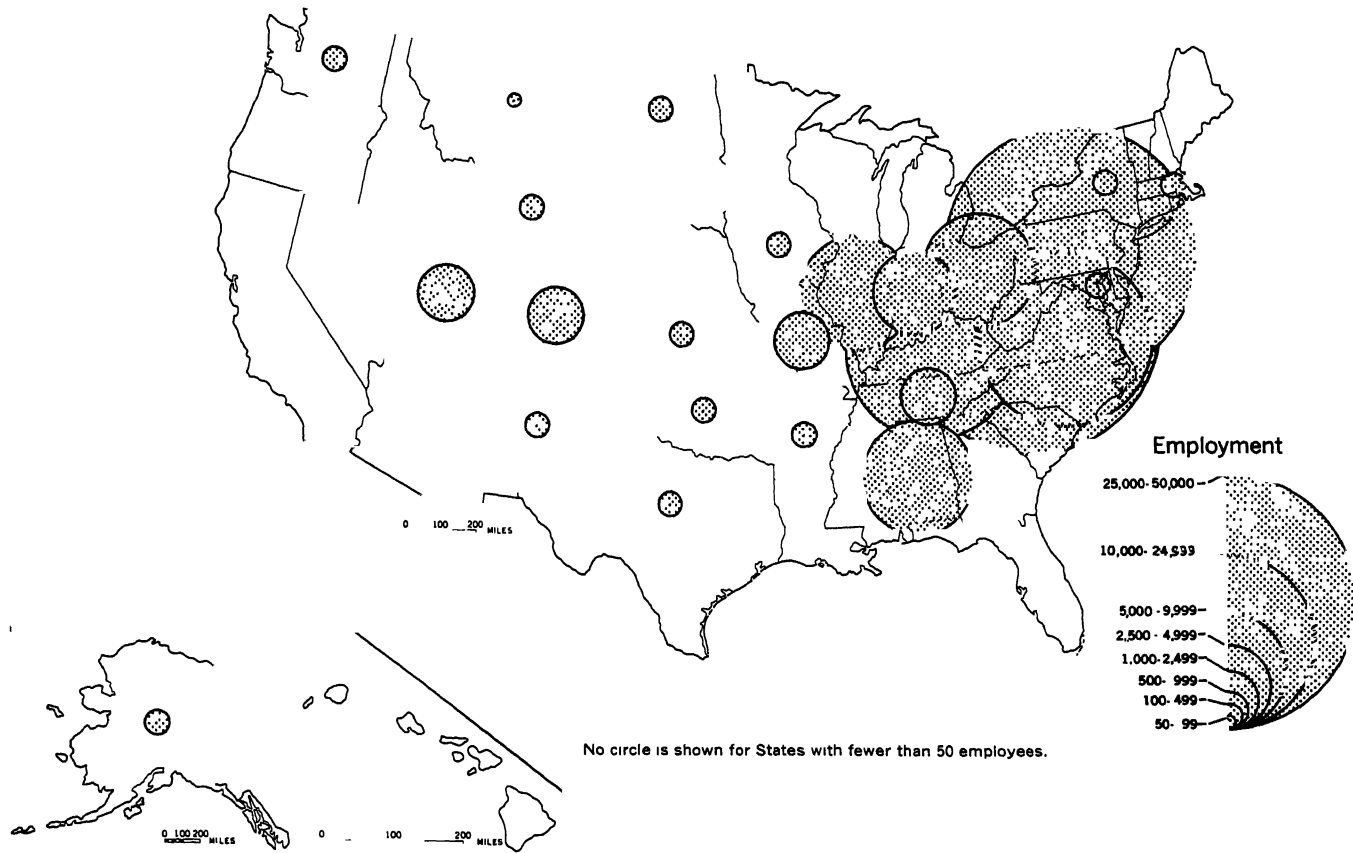 Employment
25,000-50,000
10,000-24,999
5,000-9,999
2,500-4,999
1,000-2,499
500-999
100-499
50-99
0 100 200 MILES
No circle is shown for States with fewer than 50 employees.
0 100 200 MILES
0 100 200 MILES